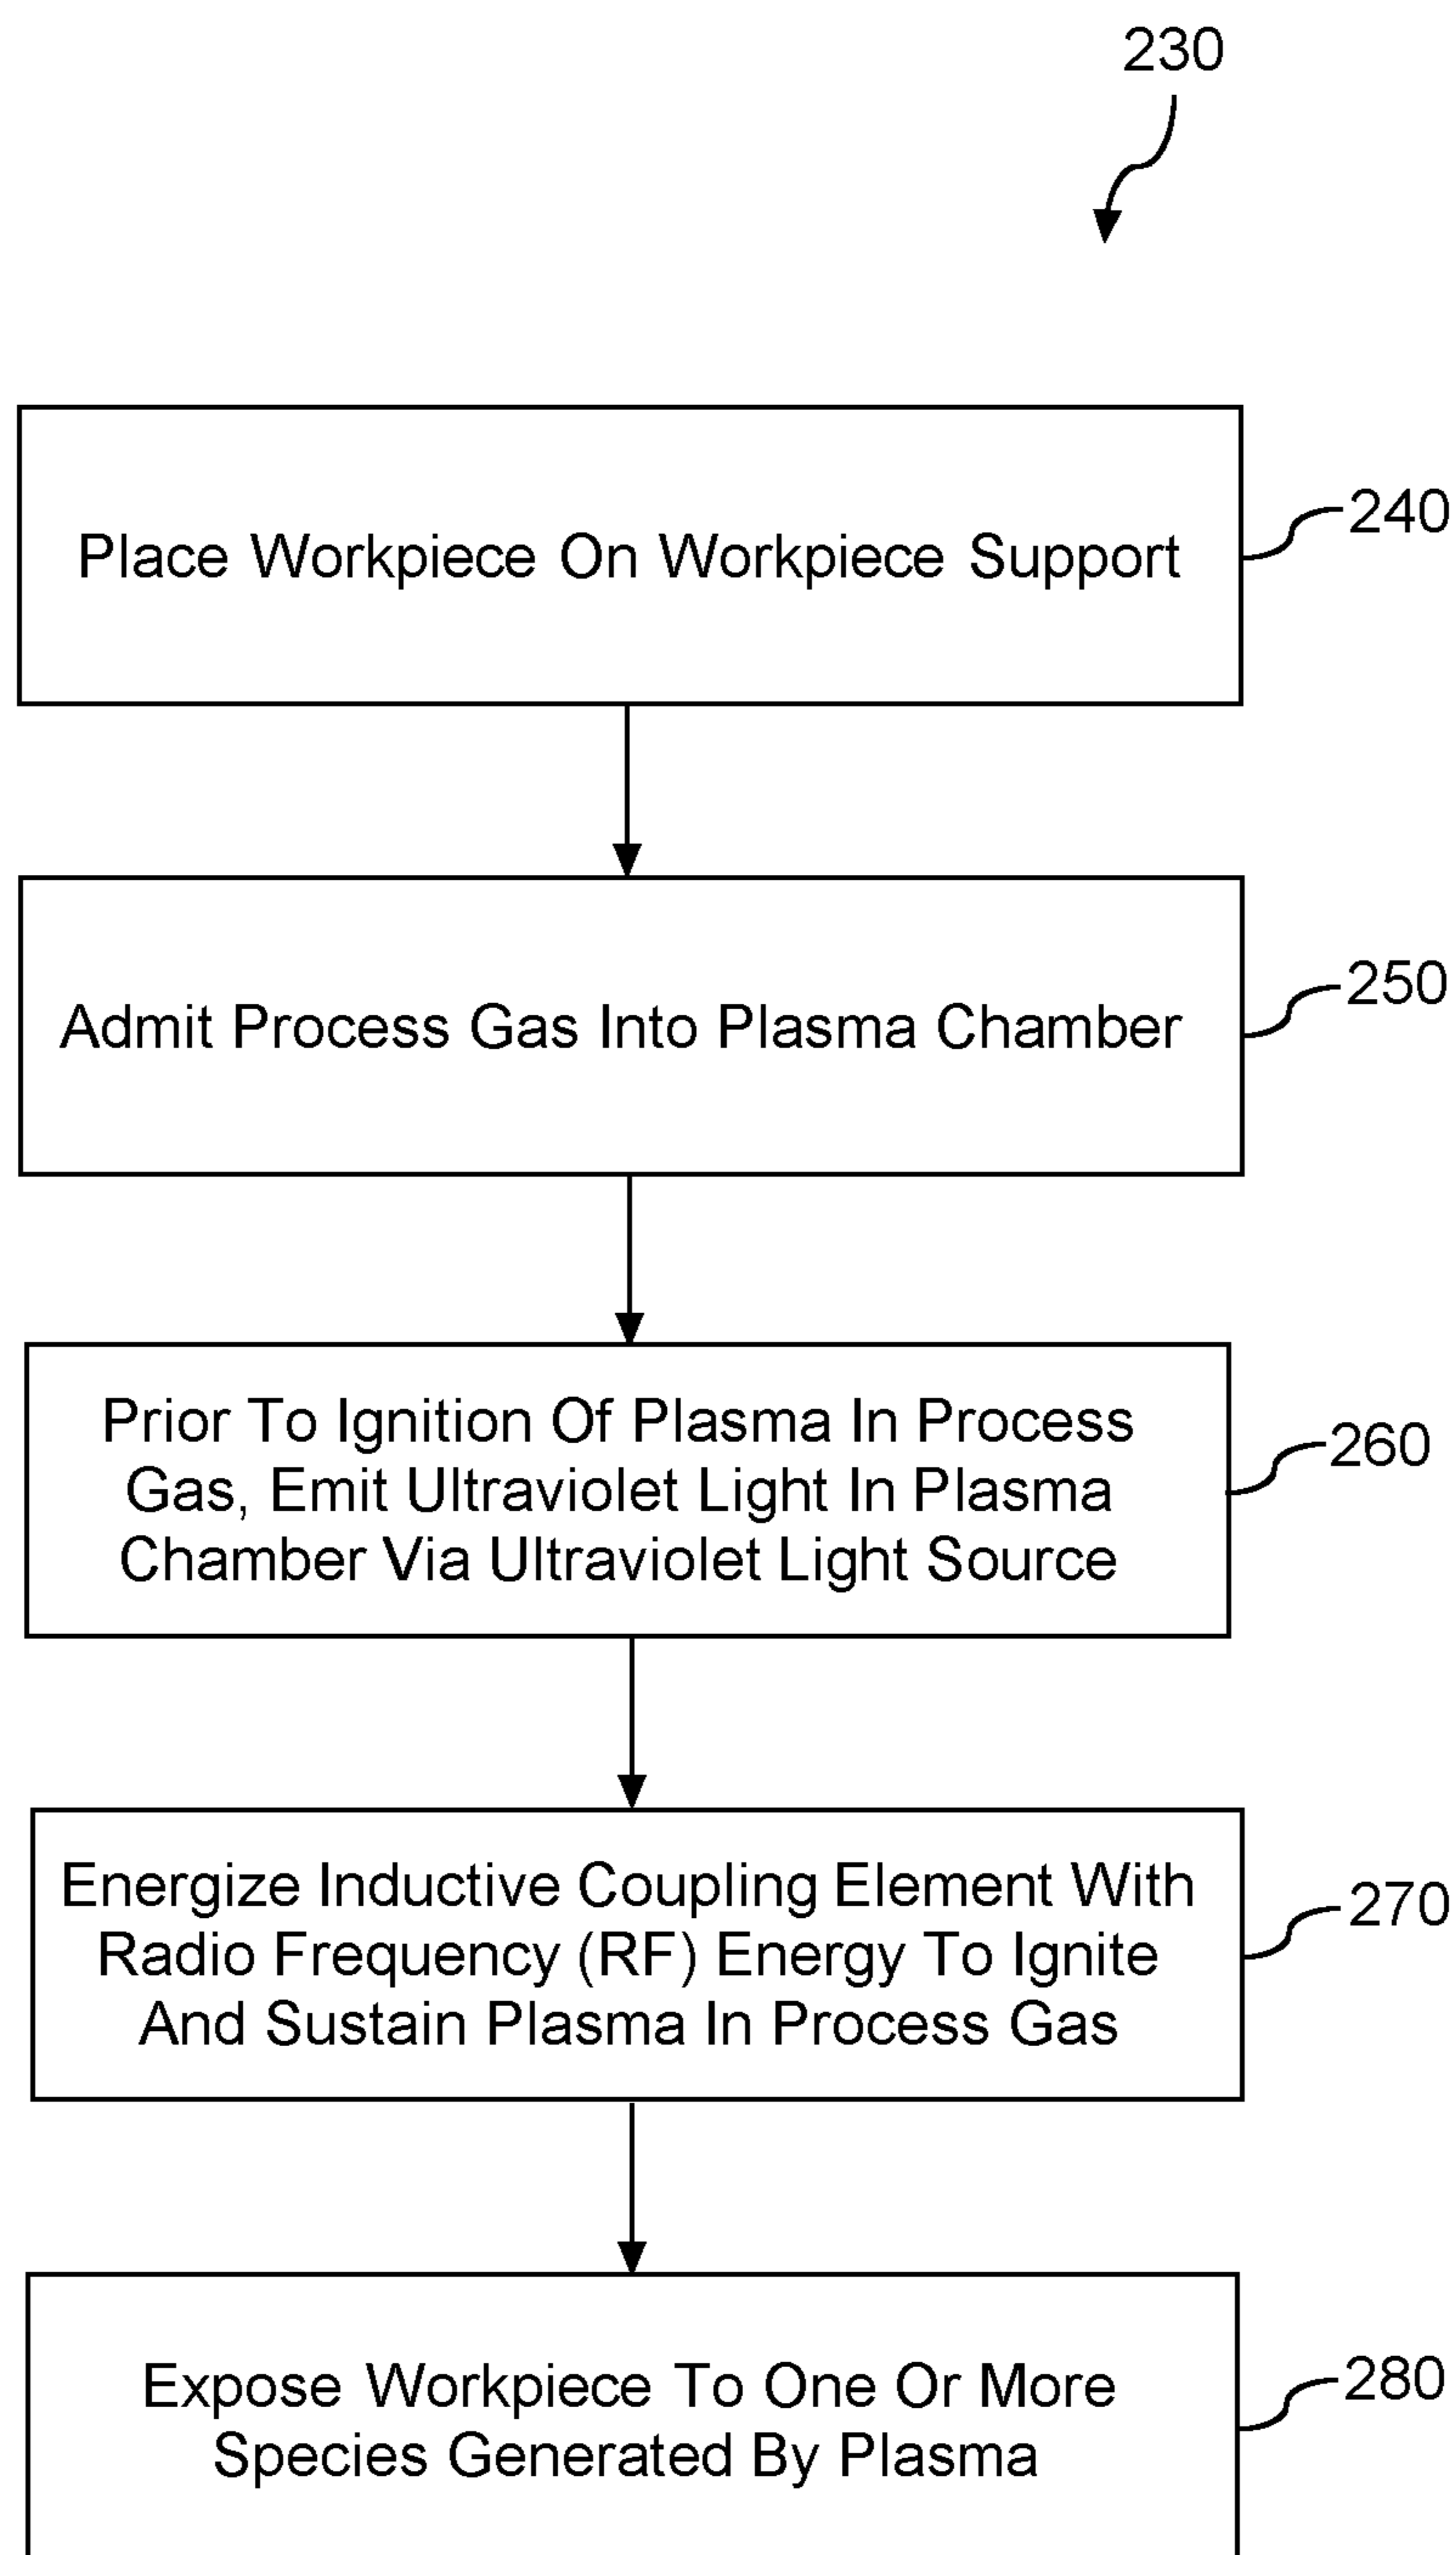 230
Place Workpiece On Workpiece Support
240
Admit Process Gas Into Plasma Chamber
250
Prior To Ignition Of Plasma In Process
Gas, Emit Ultraviolet Light In Plasma
Chamber Via Ultraviolet Light Source
260
Energize Inductive Coupling Element With
Radio Frequency (RF) Energy To Ignite
And Sustain Plasma In Process Gas
270
Expose Workpiece To One Or More
Species Generated By Plasma
280